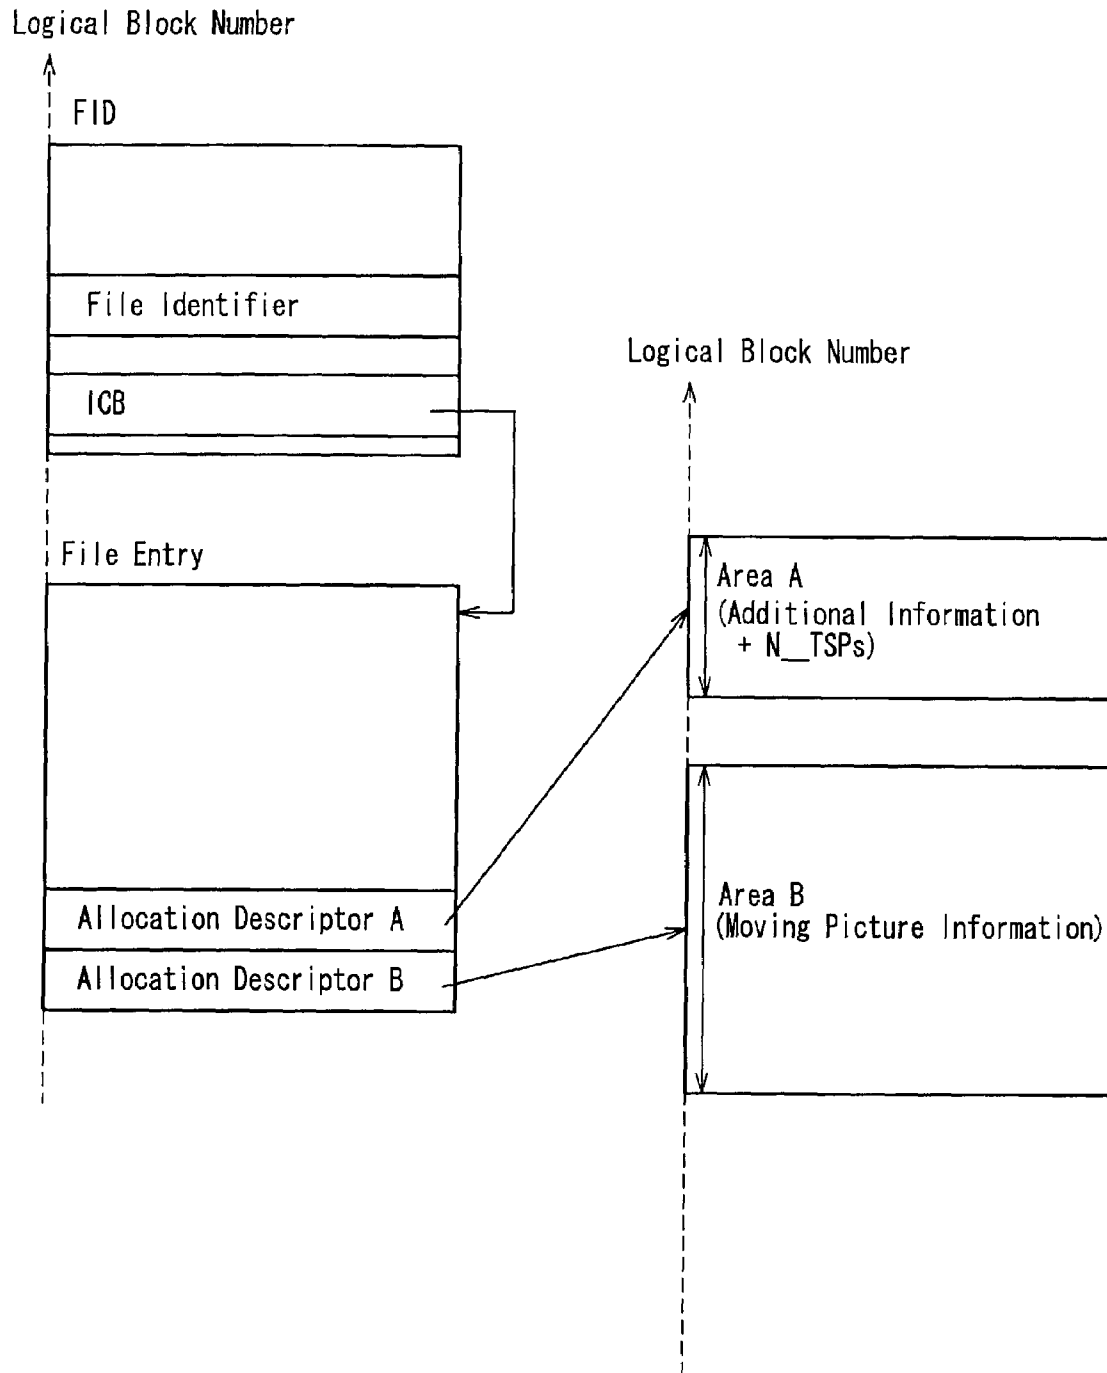 Logical Block Number
FID
File Identifier
ICB
File Entry
Allocation Descriptor A
Allocation Descriptor B
Logical Block Number
Area A
(Additional Information
+ N__TSPs)
Area B
(Moving Picture Information)